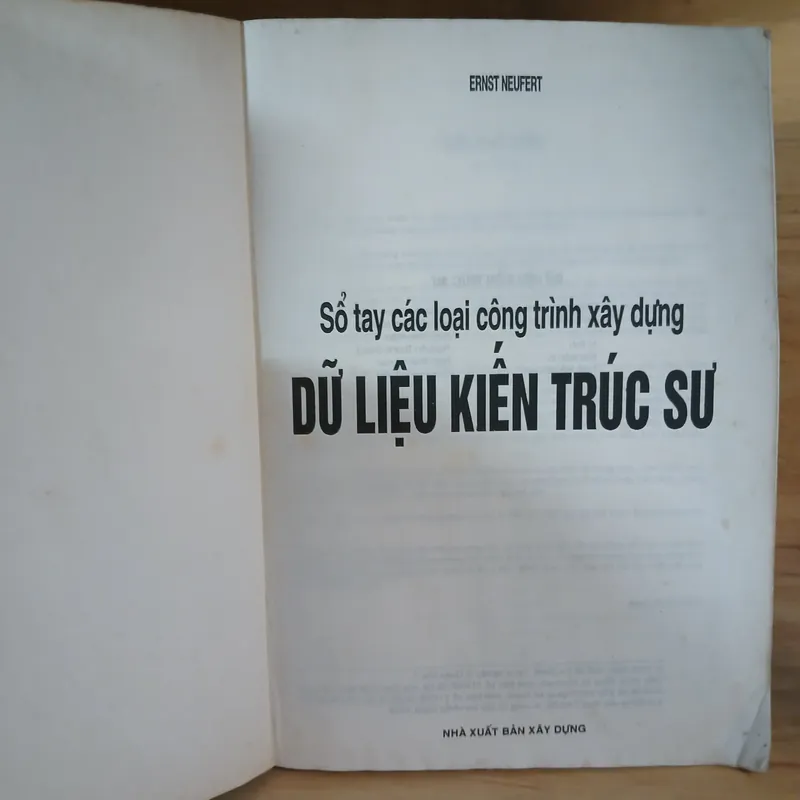 ERNST NEUFERT
Sổ tay các loại công trình xây dựng
DỮ LIỆU KIẾN TRÚC SƯ
NHÀ XUẤT BẢN XÂY DỰNG